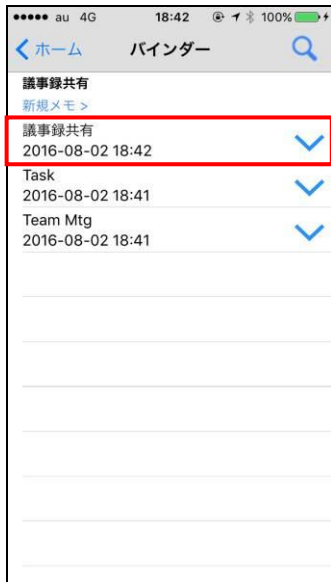 au 4G 18:42 100%
ホーム バインダー
議事録共有
新規メモ >
議事録共有
2016-08-02 18:42
Task
2016-08-02 18:41
Team Mtg
2016-08-02 18:41